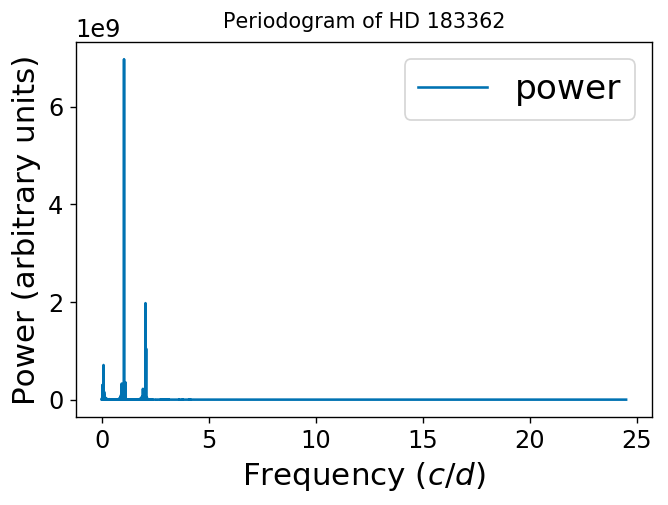 Periodogram of HD 183362
1e9
power
Power (arbitrary units)
6
4
2
0
0 5 10 15 20 25
Frequency (c/d)